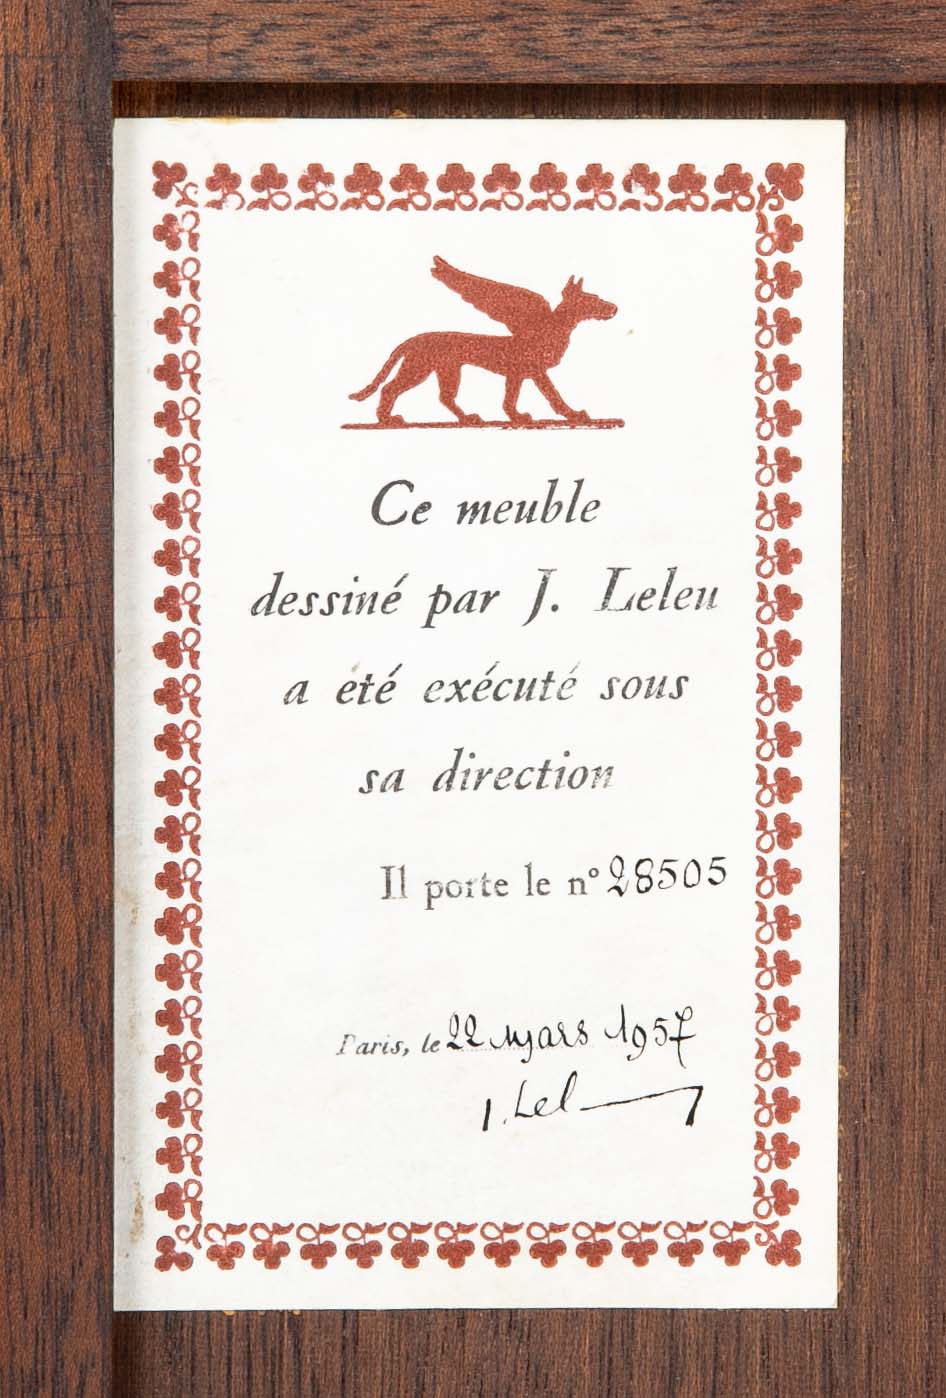 Ce meuble
dessiné par J. Leleu
a été exécuté sous
sa direction
Il porte le n° 28505
Paris, le 22 mars 1957
J. Lel